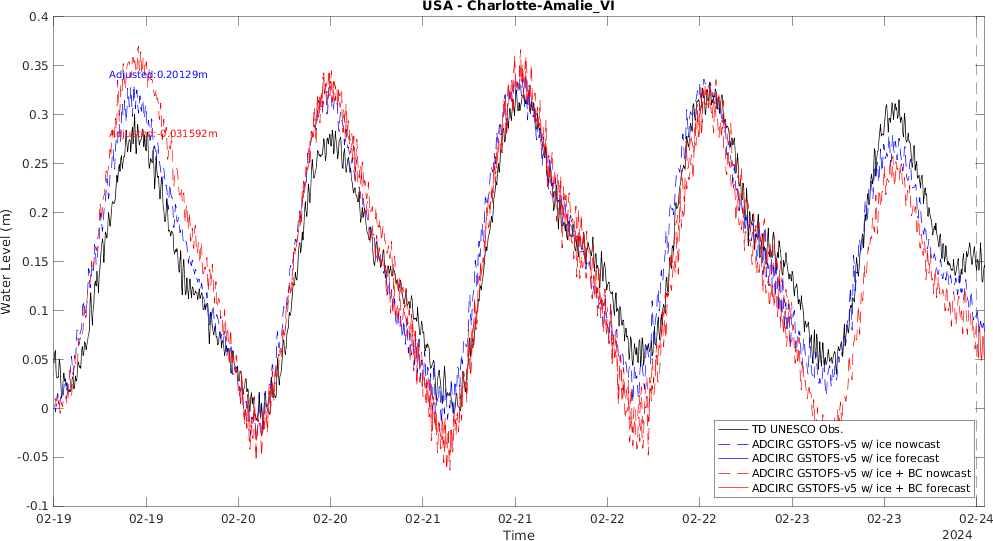 USA - Charlotte-Amalie_VI
0.4
0.35
0.3
0.25
0.2
0.15
0.1
0.05
0
-0.05
-0.1
Water Level (m)
Adjusted:0.20129m
Adjusted:-0.031592m
TD UNESCO Obs.
ADCIRC GSTOFS-v5 w/ ice nowcast
ADCIRC GSTOFS-v5 w/ ice forecast
ADCIRC GSTOFS-v5 w/ ice + BC nowcast
ADCIRC GSTOFS-v5 w/ ice + BC forecast
02-19 02-19 02-20 02-20 02-21 02-21 02-22 02-22 02-23 02-23 02-24
Time
2024